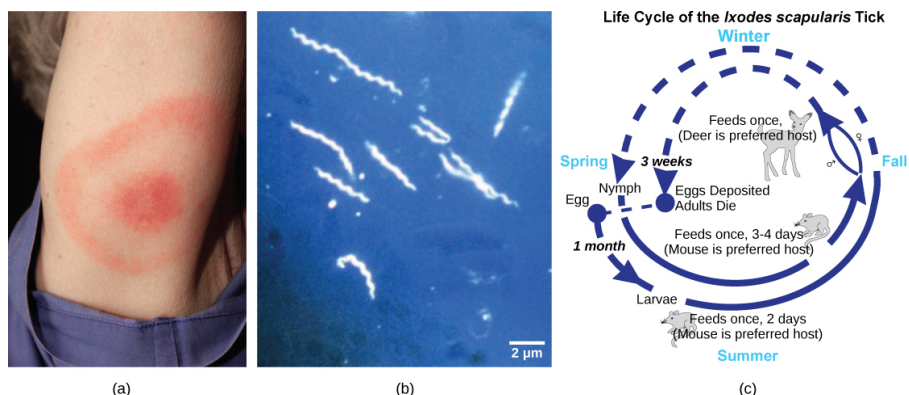 Life Cycle of the Ixodes scapularis Tick
Winter
Feeds once,
(Deer is preferred host)
♀
♂
Spring
3 weeks
Fall
Nymph
Egg
Eggs Deposited
Adults Die
1 month
Feeds once, 3-4 days
(Mouse is preferred host)
Larvae
Feeds once, 2 days
(Mouse is preferred host)
Summer
2 µm
(a)
(b)
(c)